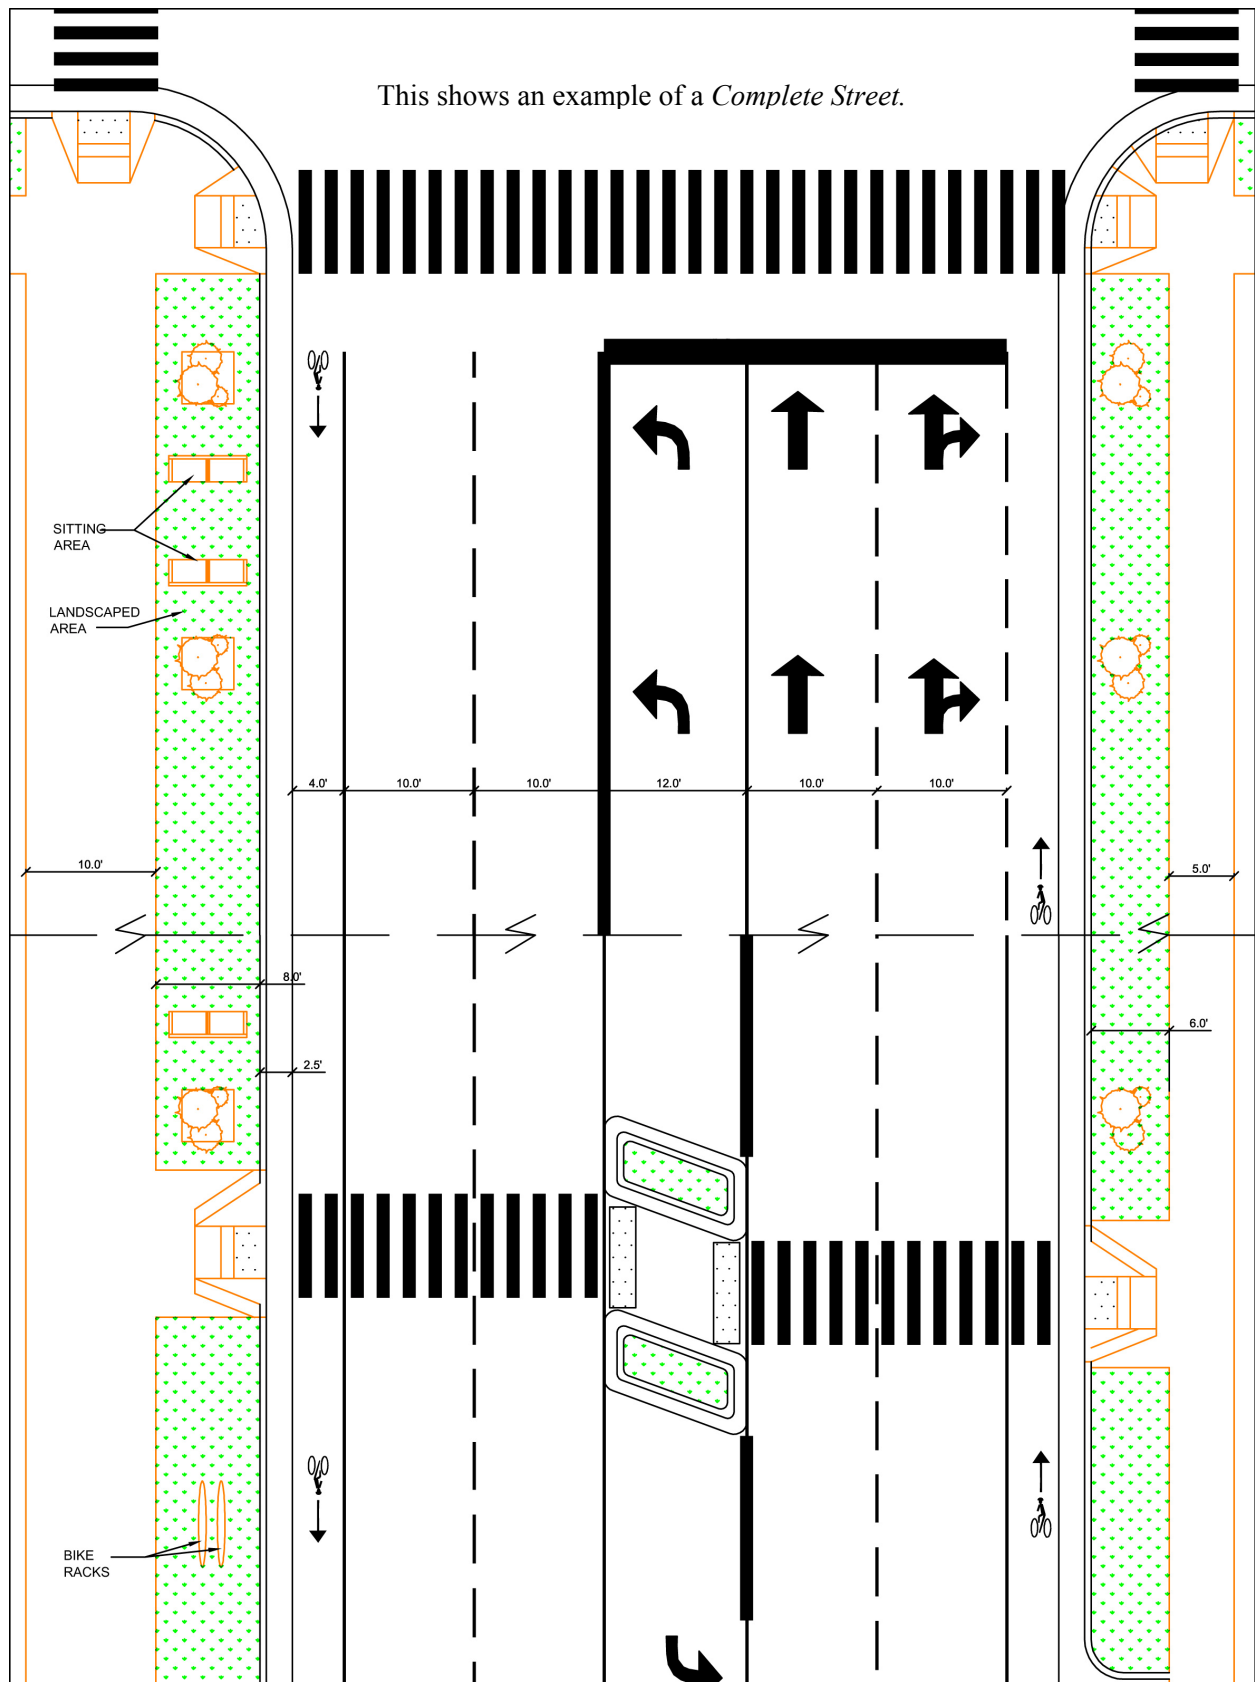 This shows an example of a Complete Street.
SITTING
AREA
LANDSCAPED
AREA
4.0'
10.0'
10.0'
12.0'
10.0'
10.0'
10.0'
5.0'
8.0'
6.0'
2.5'
BIKE
RACKS